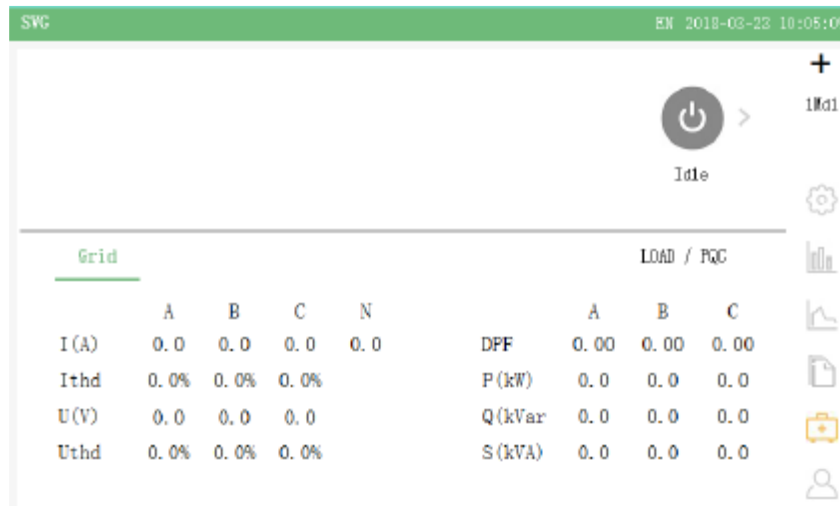 SVG EN 2018-03-23 10:05:0
+
1Md1
Idle
Grid LOAD / PQC
A B C N A B C
I(A) 0.0 0.0 0.0 0.0 DPF 0.00 0.00 0.00
Ithd 0.0% 0.0% 0.0% P(kW) 0.0 0.0 0.0
U(V) 0.0 0.0 0.0 Q(kVar 0.0 0.0 0.0
Uthd 0.0% 0.0% 0.0% S(kVA) 0.0 0.0 0.0